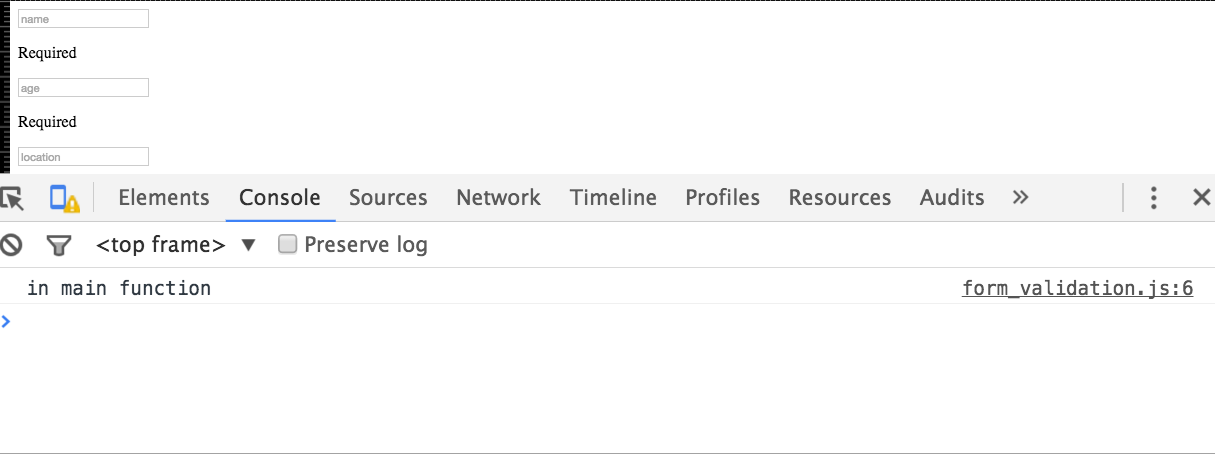 name
Required
age
Required
location
Elements Console Sources Network Timeline Profiles Resources Audits »
<top frame> ▼ Preserve log
in main function form_validation.js:6